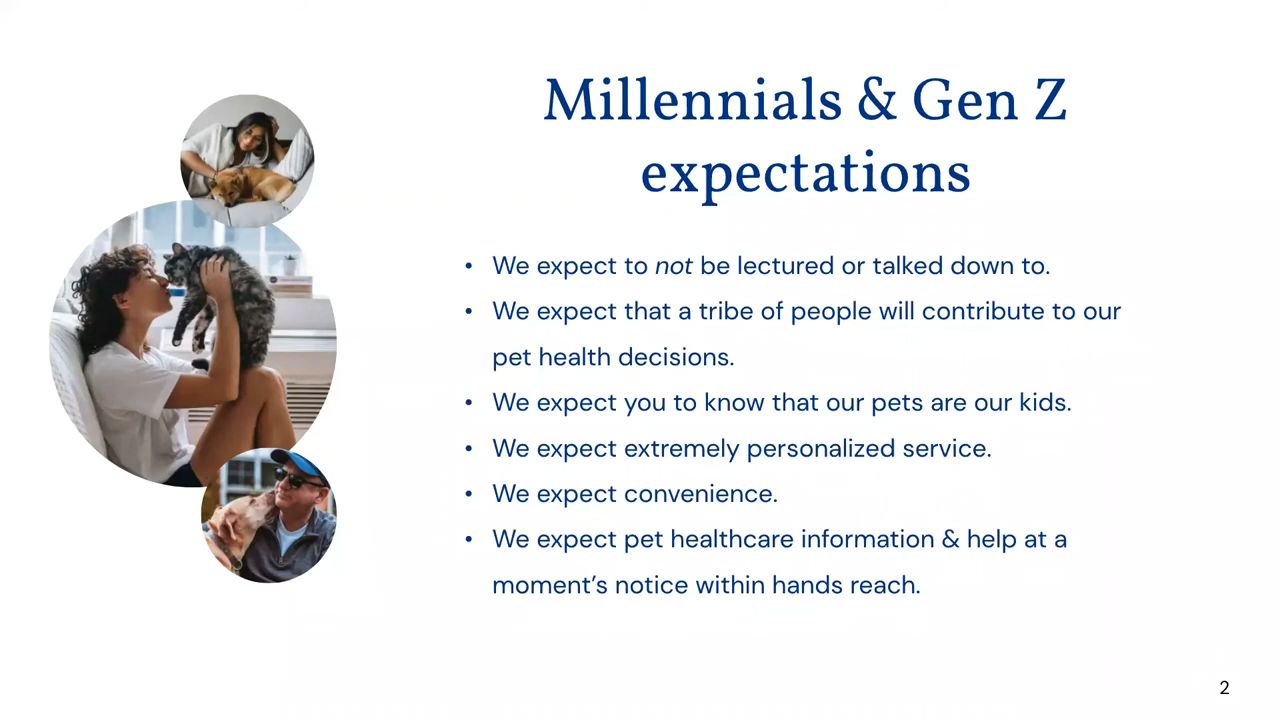 Millennials & Gen Z
expectations
• We expect to not be lectured or talked down to.
• We expect that a tribe of people will contribute to our
pet health decisions.
• We expect you to know that our pets are our kids.
• We expect extremely personalized service.
• We expect convenience.
• We expect pet healthcare information & help at a
moment’s notice within hands reach.
2